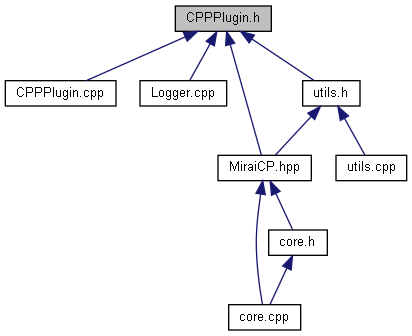 CPPPlugin.h
CPPPlugin.cpp
Logger.cpp
utils.h
MiraiCP.hpp
utils.cpp
core.h
core.cpp